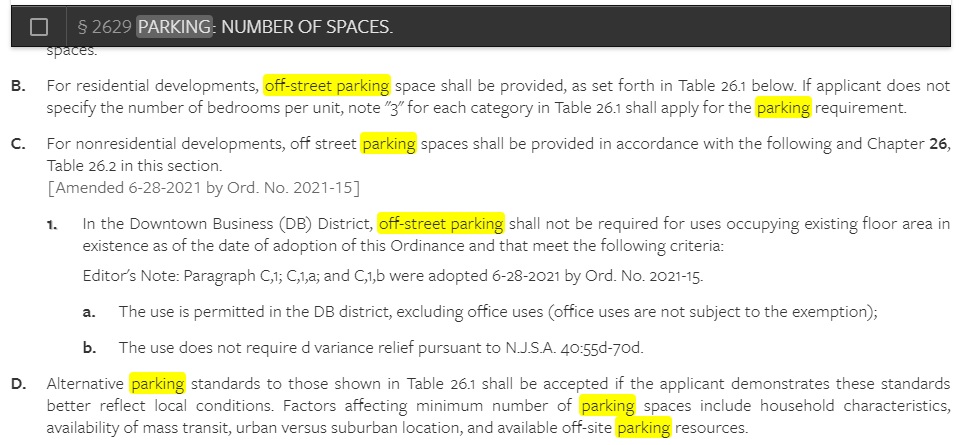 § 2629 PARKING: NUMBER OF SPACES.
spaces.
B. For residential developments, off-street parking space shall be provided, as set forth in Table 26.1 below. If applicant does not
specify the number of bedrooms per unit, note "3" for each category in Table 26.1 shall apply for the parking requirement.
C. For nonresidential developments, off street parking spaces shall be provided in accordance with the following and Chapter 26,
Table 26.2 in this section.
[Amended 6-28-2021 by Ord. No. 2021-15]
1. In the Downtown Business (DB) District, off-street parking shall not be required for uses occupying existing floor area in
existence as of the date of adoption of this Ordinance and that meet the following criteria:
Editor's Note: Paragraph C,1; C,1,a; and C,1,b were adopted 6-28-2021 by Ord. No. 2021-15.
a. The use is permitted in the DB district, excluding office uses (office uses are not subject to the exemption);
b. The use does not require d variance relief pursuant to N.J.S.A. 40:55d-70d.
D. Alternative parking standards to those shown in Table 26.1 shall be accepted if the applicant demonstrates these standards
better reflect local conditions. Factors affecting minimum number of parking spaces include household characteristics,
availability of mass transit, urban versus suburban location, and available off-site parking resources.